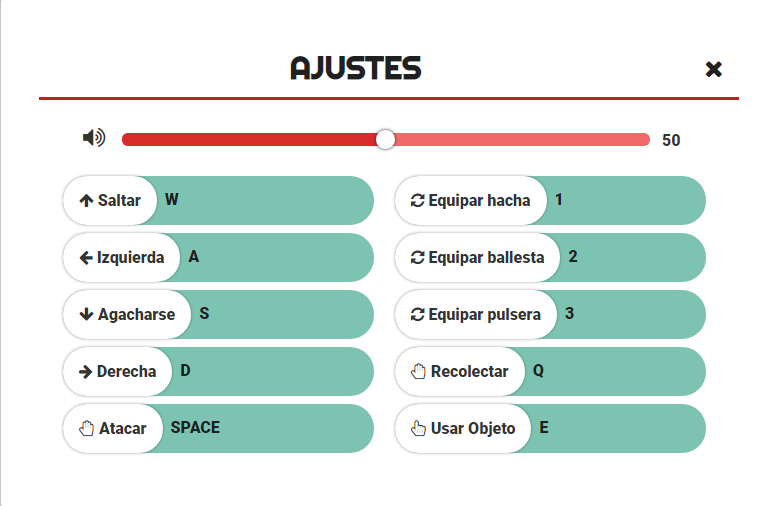 AJUSTES
50
Saltar W
Equipar hacha 1
Izquierda A
Equipar ballesta 2
Agacharse S
Equipar pulsera 3
Derecha D
Recolectar Q
Atacar SPACE
Usar Objeto E